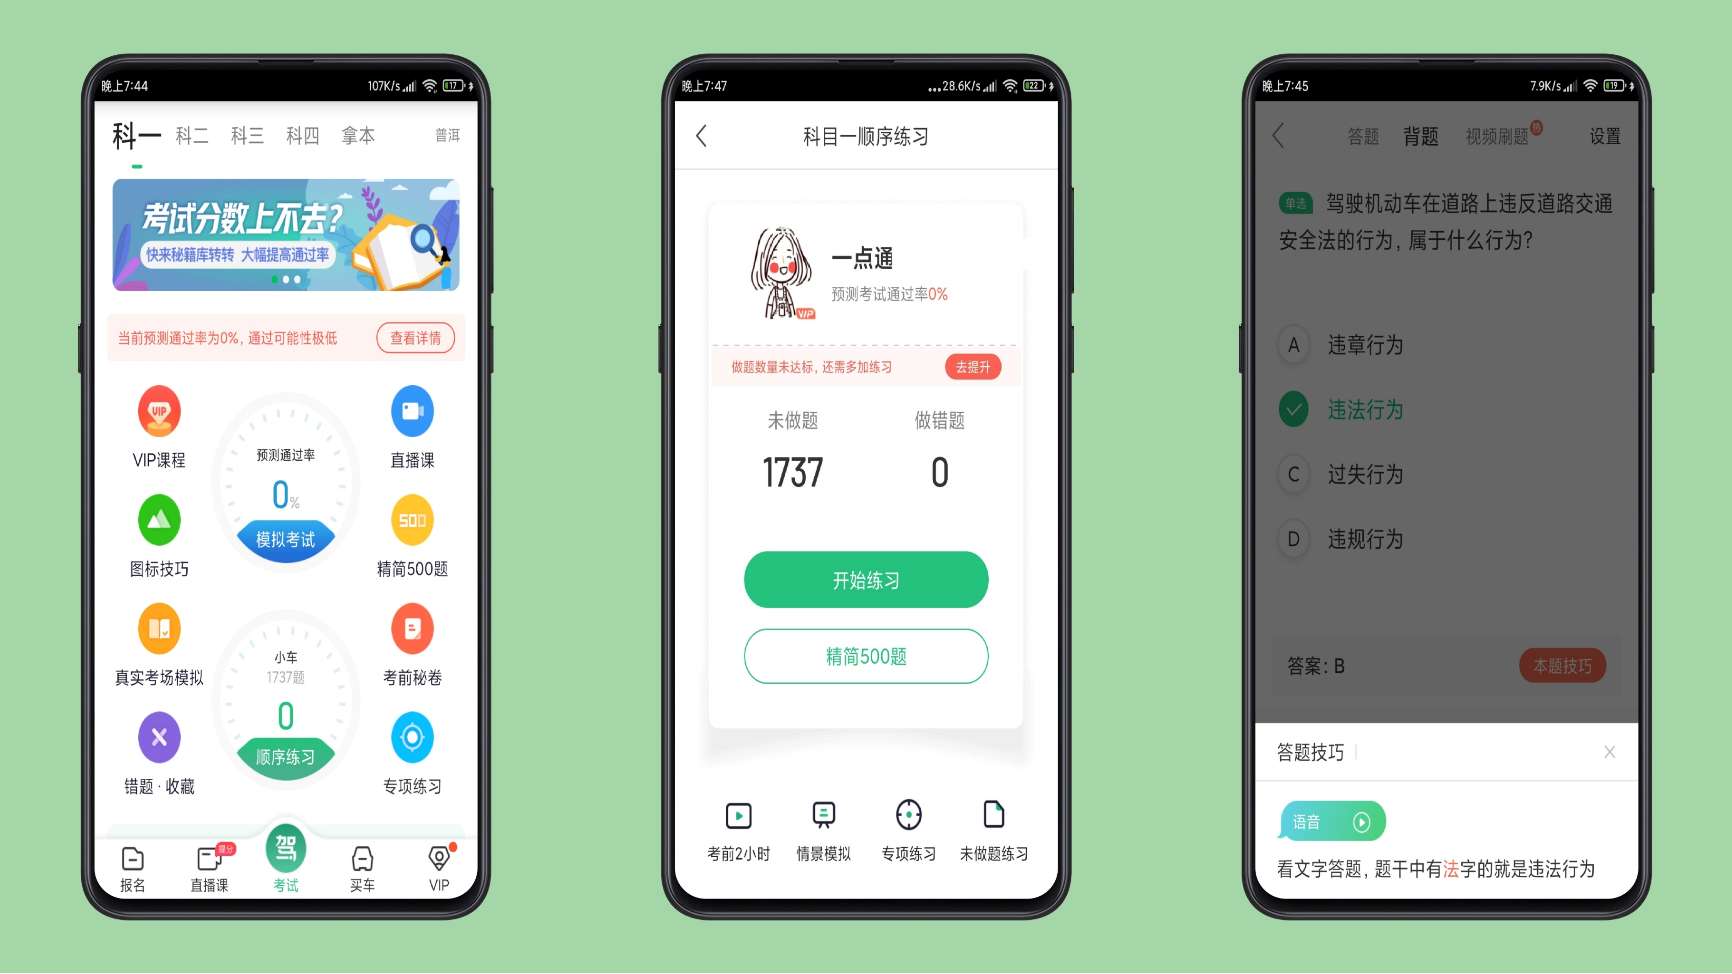 晚上7:44
107K/s
17
科一 科二 科三 科四 拿本 普洱
考试分数上不去?
快来秘籍库转转 大幅提高通过率
当前预测通过率为0%, 通过可能性极低
查看详情
VIP
VIP课程
预测通过率
0%
模拟考试
直播课
图标技巧
500
精简500题
真实考场模拟
小车
1737题
0
顺序练习
考前秘卷
错题·收藏
专项练习
报名
提分
直播课
驾
考试
买车
VIP
晚上7:47
...28.6K/s
22
科目一顺序练习
一点通
预测考试通过率0%
VIP
做题数量未达标, 还需多加练习
去提升
未做题 做错题
1737 0
开始练习
精简500题
考前2小时 情景模拟 专项练习 未做题练习
晚上7:45
7.9K/s
19
答题 背题 视频刷题 热 设置
单选 驾驶机动车在道路上违反道路交通
安全法的行为, 属于什么行为?
A 违章行为
违法行为
C 过失行为
D 违规行为
答案: B
本题技巧
答题技巧
语音
看文字答题, 题干中有法字的就是违法行为